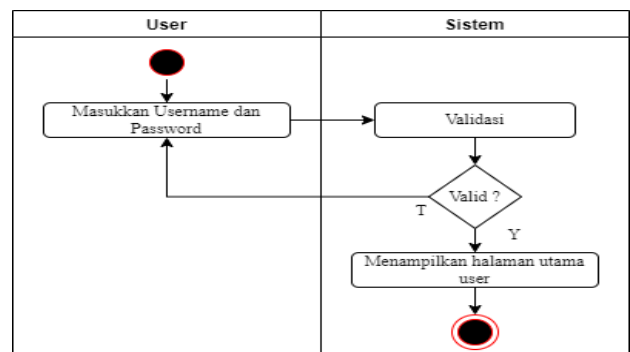 User
Sistem
Masukkan Username dan
Password
Validasi
Valid ?
T
Y
Menampilkan halaman utama
user